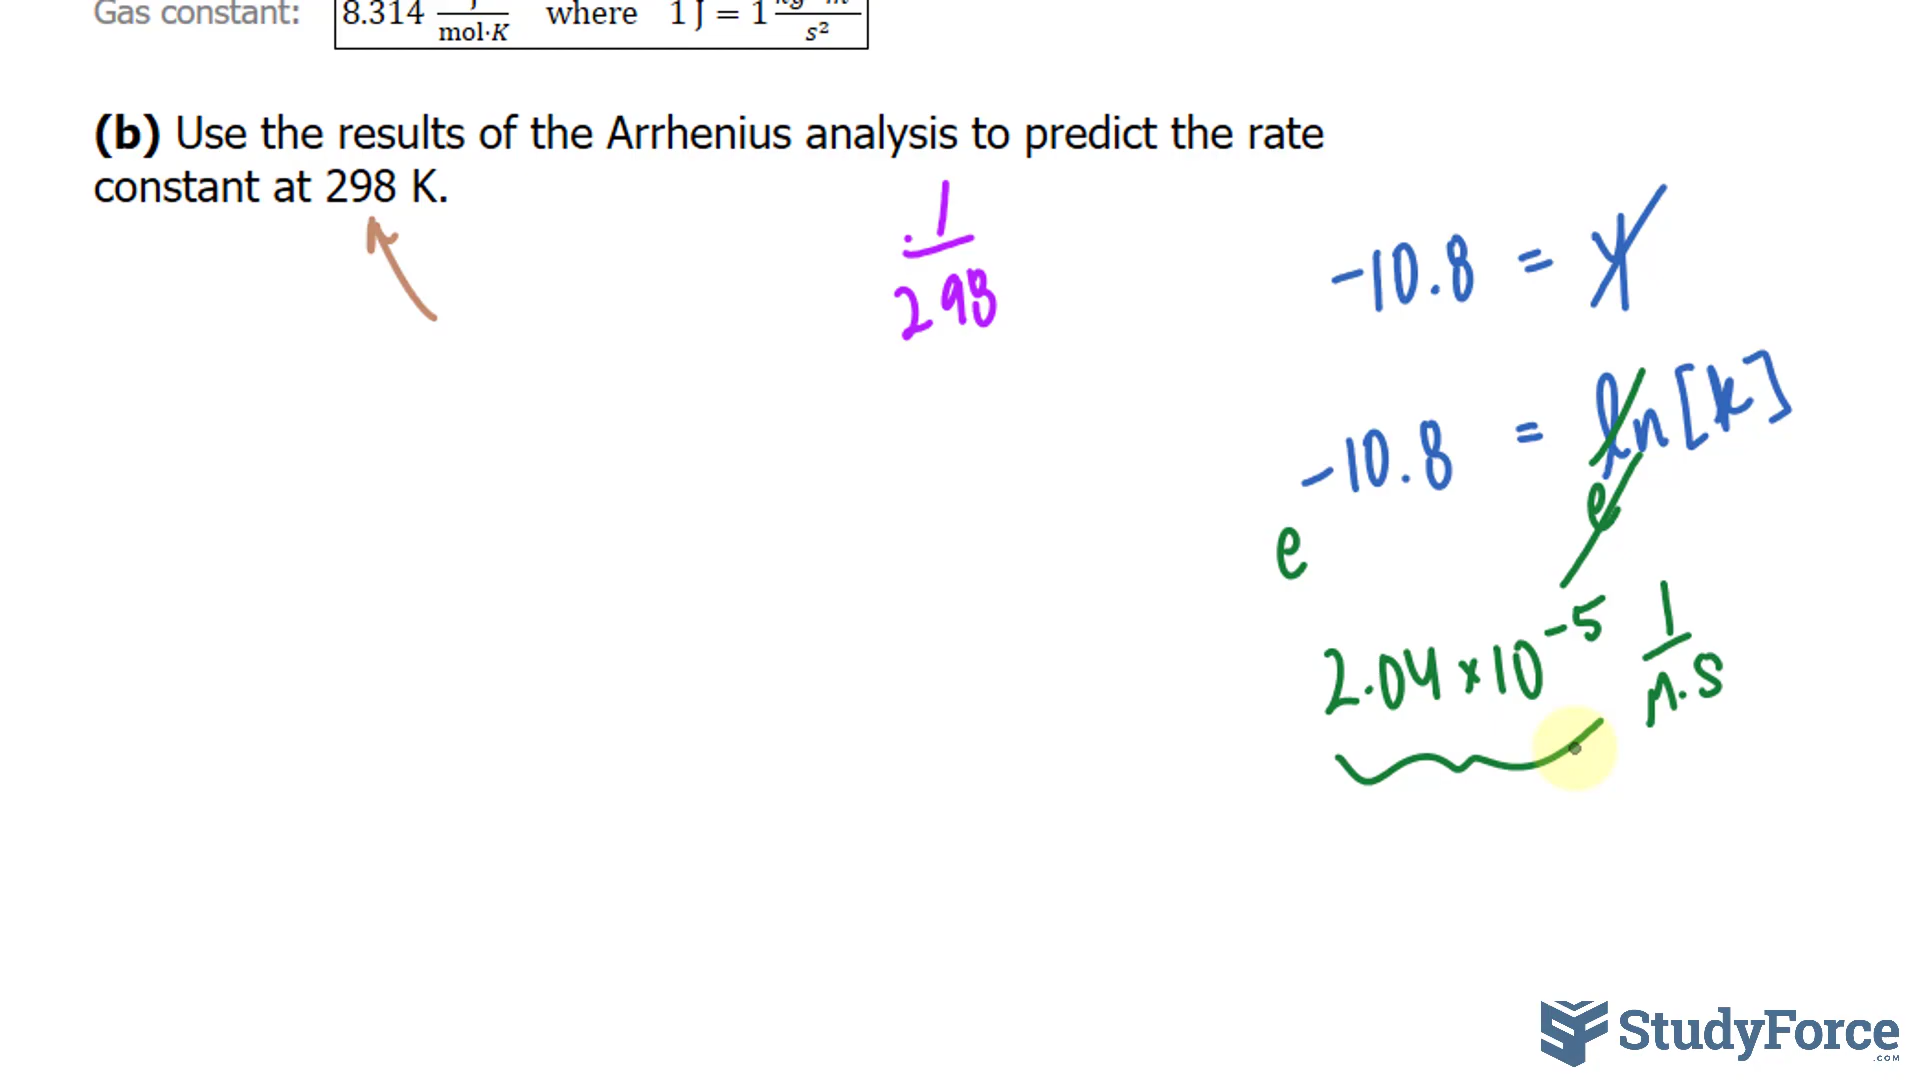 Gas constant: 8.314 J/mol·K where 1 J = 1 kg·m²/s²
(b) Use the results of the Arrhenius analysis to predict the rate
constant at 298 K.
1/298
-10.8 = y
-10.8 = ln[k]
e e
2.04 × 10⁻⁵ 1/M·s
StudyForce
.COM